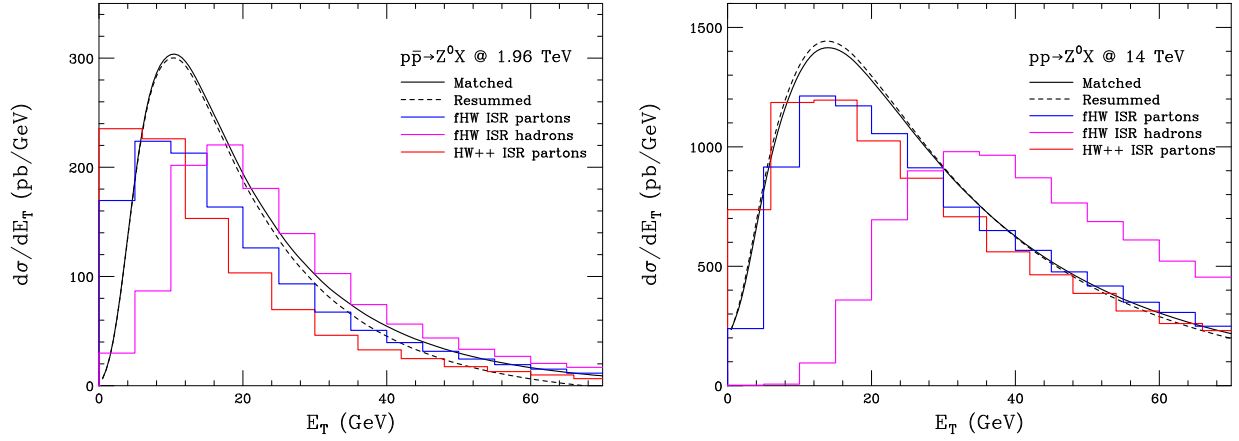 pp̄→Z⁰X @ 1.96 TeV
Matched
Resummed
fHW ISR partons
fHW ISR hadrons
HW++ ISR partons
dσ/dE_T (pb/GeV)
300
200
100
0
0 20 40 60
E_T (GeV)
pp→Z⁰X @ 14 TeV
Matched
Resummed
fHW ISR partons
fHW ISR hadrons
HW++ ISR partons
dσ/dE_T (pb/GeV)
1500
1000
500
0
0 20 40 60
E_T (GeV)